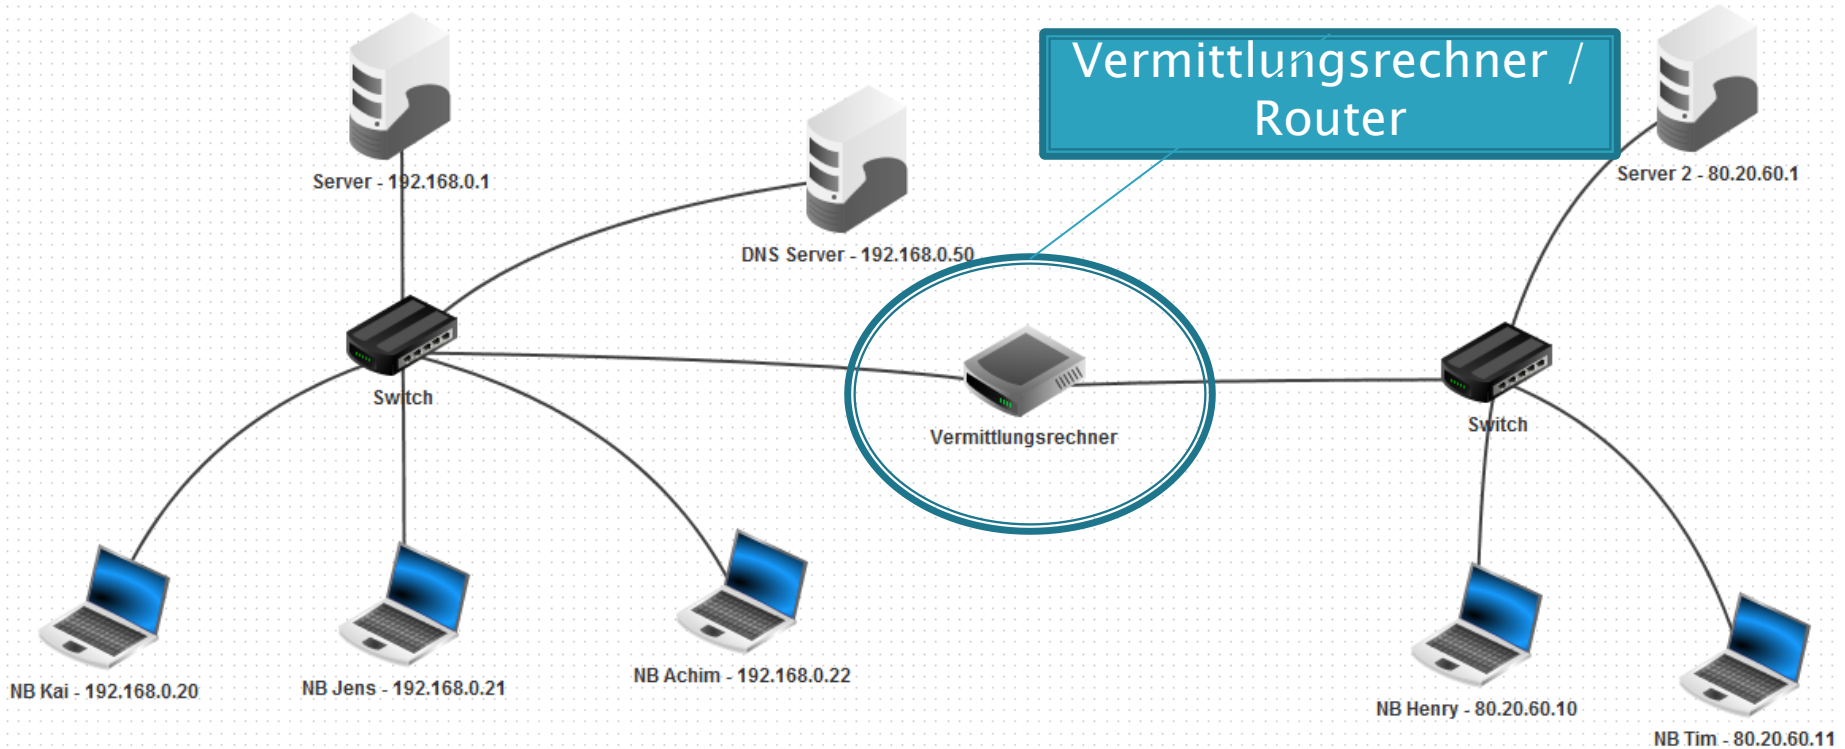 Vermittlungsrechner /
Router
Server - 192.168.0.1
Server 2 - 80.20.60.1
DNS Server - 192.168.0.50
Switch
Switch
Vermittlungsrechner
NB Kai - 192.168.0.20
NB Jens - 192.168.0.21
NB Achim - 192.168.0.22
NB Henry - 80.20.60.10
NB Tim - 80.20.60.11